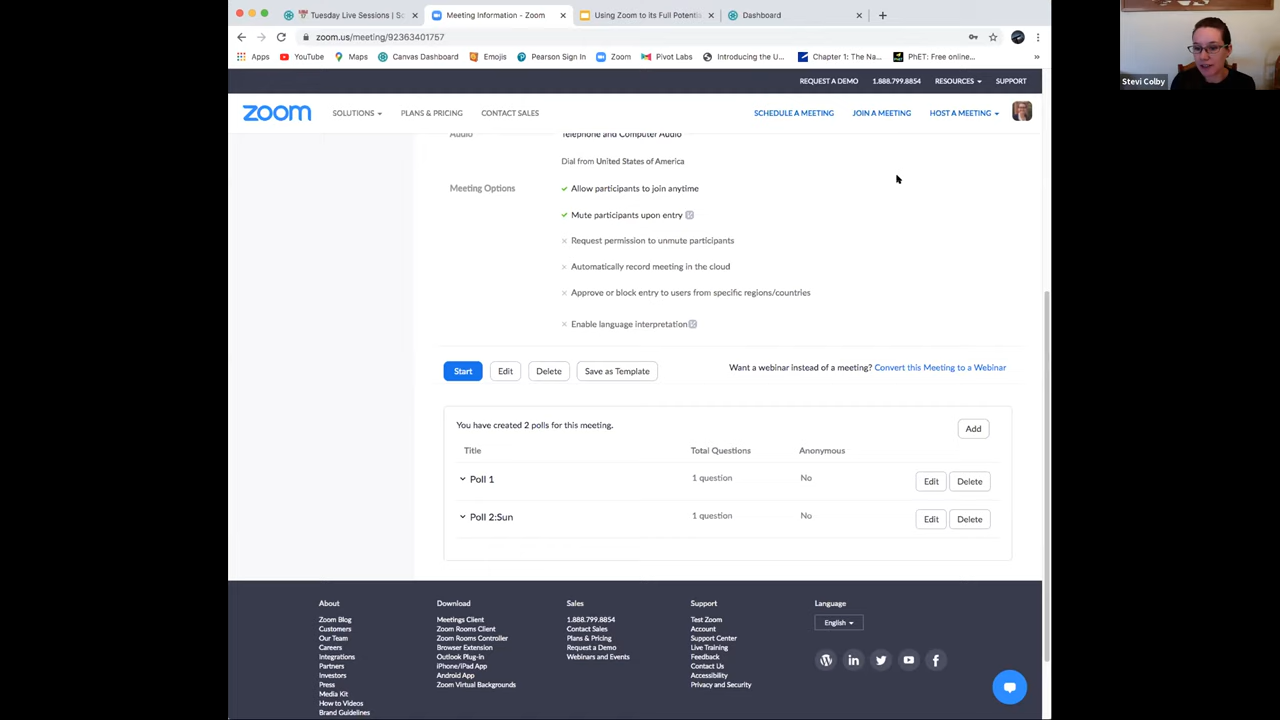 Tuesday Live Sessions | S
Meeting Information - Zoom
Using Zoom to its Full Potenti
Dashboard
zoom.us/meeting/92363401757
Apps
YouTube
Maps
Canvas Dashboard
Emojis
Pearson Sign In
Zoom
Pivot Labs
Introducing the U...
Chapter 1: The Na...
PhET: Free online...
»
Stevi Colby
REQUEST A DEMO
1.888.799.8854
RESOURCES
SUPPORT
zoom
SOLUTIONS
PLANS & PRICING
CONTACT SALES
SCHEDULE A MEETING
JOIN A MEETING
HOST A MEETING
Audio
Telephone and Computer Audio
Dial from United States of America
Meeting Options
Allow participants to join anytime
Mute participants upon entry
Request permission to unmute participants
Automatically record meeting in the cloud
Approve or block entry to users from specific regions/countries
Enable language interpretation
Start
Edit
Delete
Save as Template
Want a webinar instead of a meeting? Convert this Meeting to a Webinar
You have created 2 polls for this meeting.
Add
Title
Total Questions
Anonymous
Poll 1
1 question
No
Edit
Delete
Poll 2:Sun
1 question
No
Edit
Delete
About
Zoom Blog
Customers
Our Team
Careers
Integrations
Partners
Investors
Press
Media Kit
How to Videos
Brand Guidelines
Download
Meetings Client
Zoom Rooms Client
Zoom Rooms Controller
Browser Extension
Outlook Plug-in
iPhone/iPad App
Android App
Zoom Virtual Backgrounds
Sales
1.888.799.8854
Contact Sales
Plans & Pricing
Request a Demo
Webinars and Events
Support
Test Zoom
Account
Support Center
Live Training
Feedback
Contact Us
Accessibility
Privacy and Security
Language
English